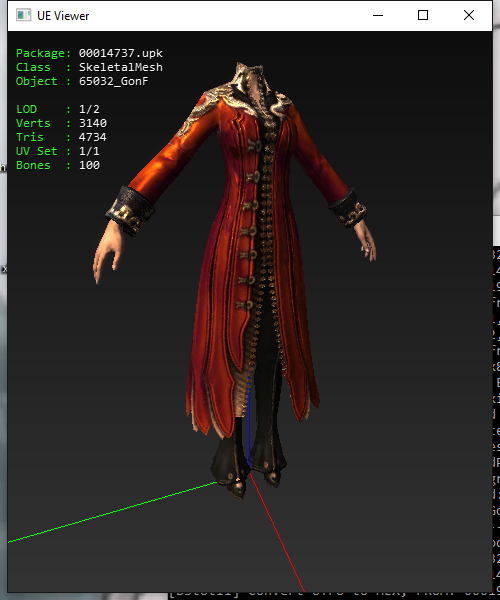 UE Viewer
Package: 00014737.upk
Class : SkeletalMesh
Object : 65032_GonF
LOD : 1/2
Verts : 3140
Tris : 4734
UV Set : 1/1
Bones : 100